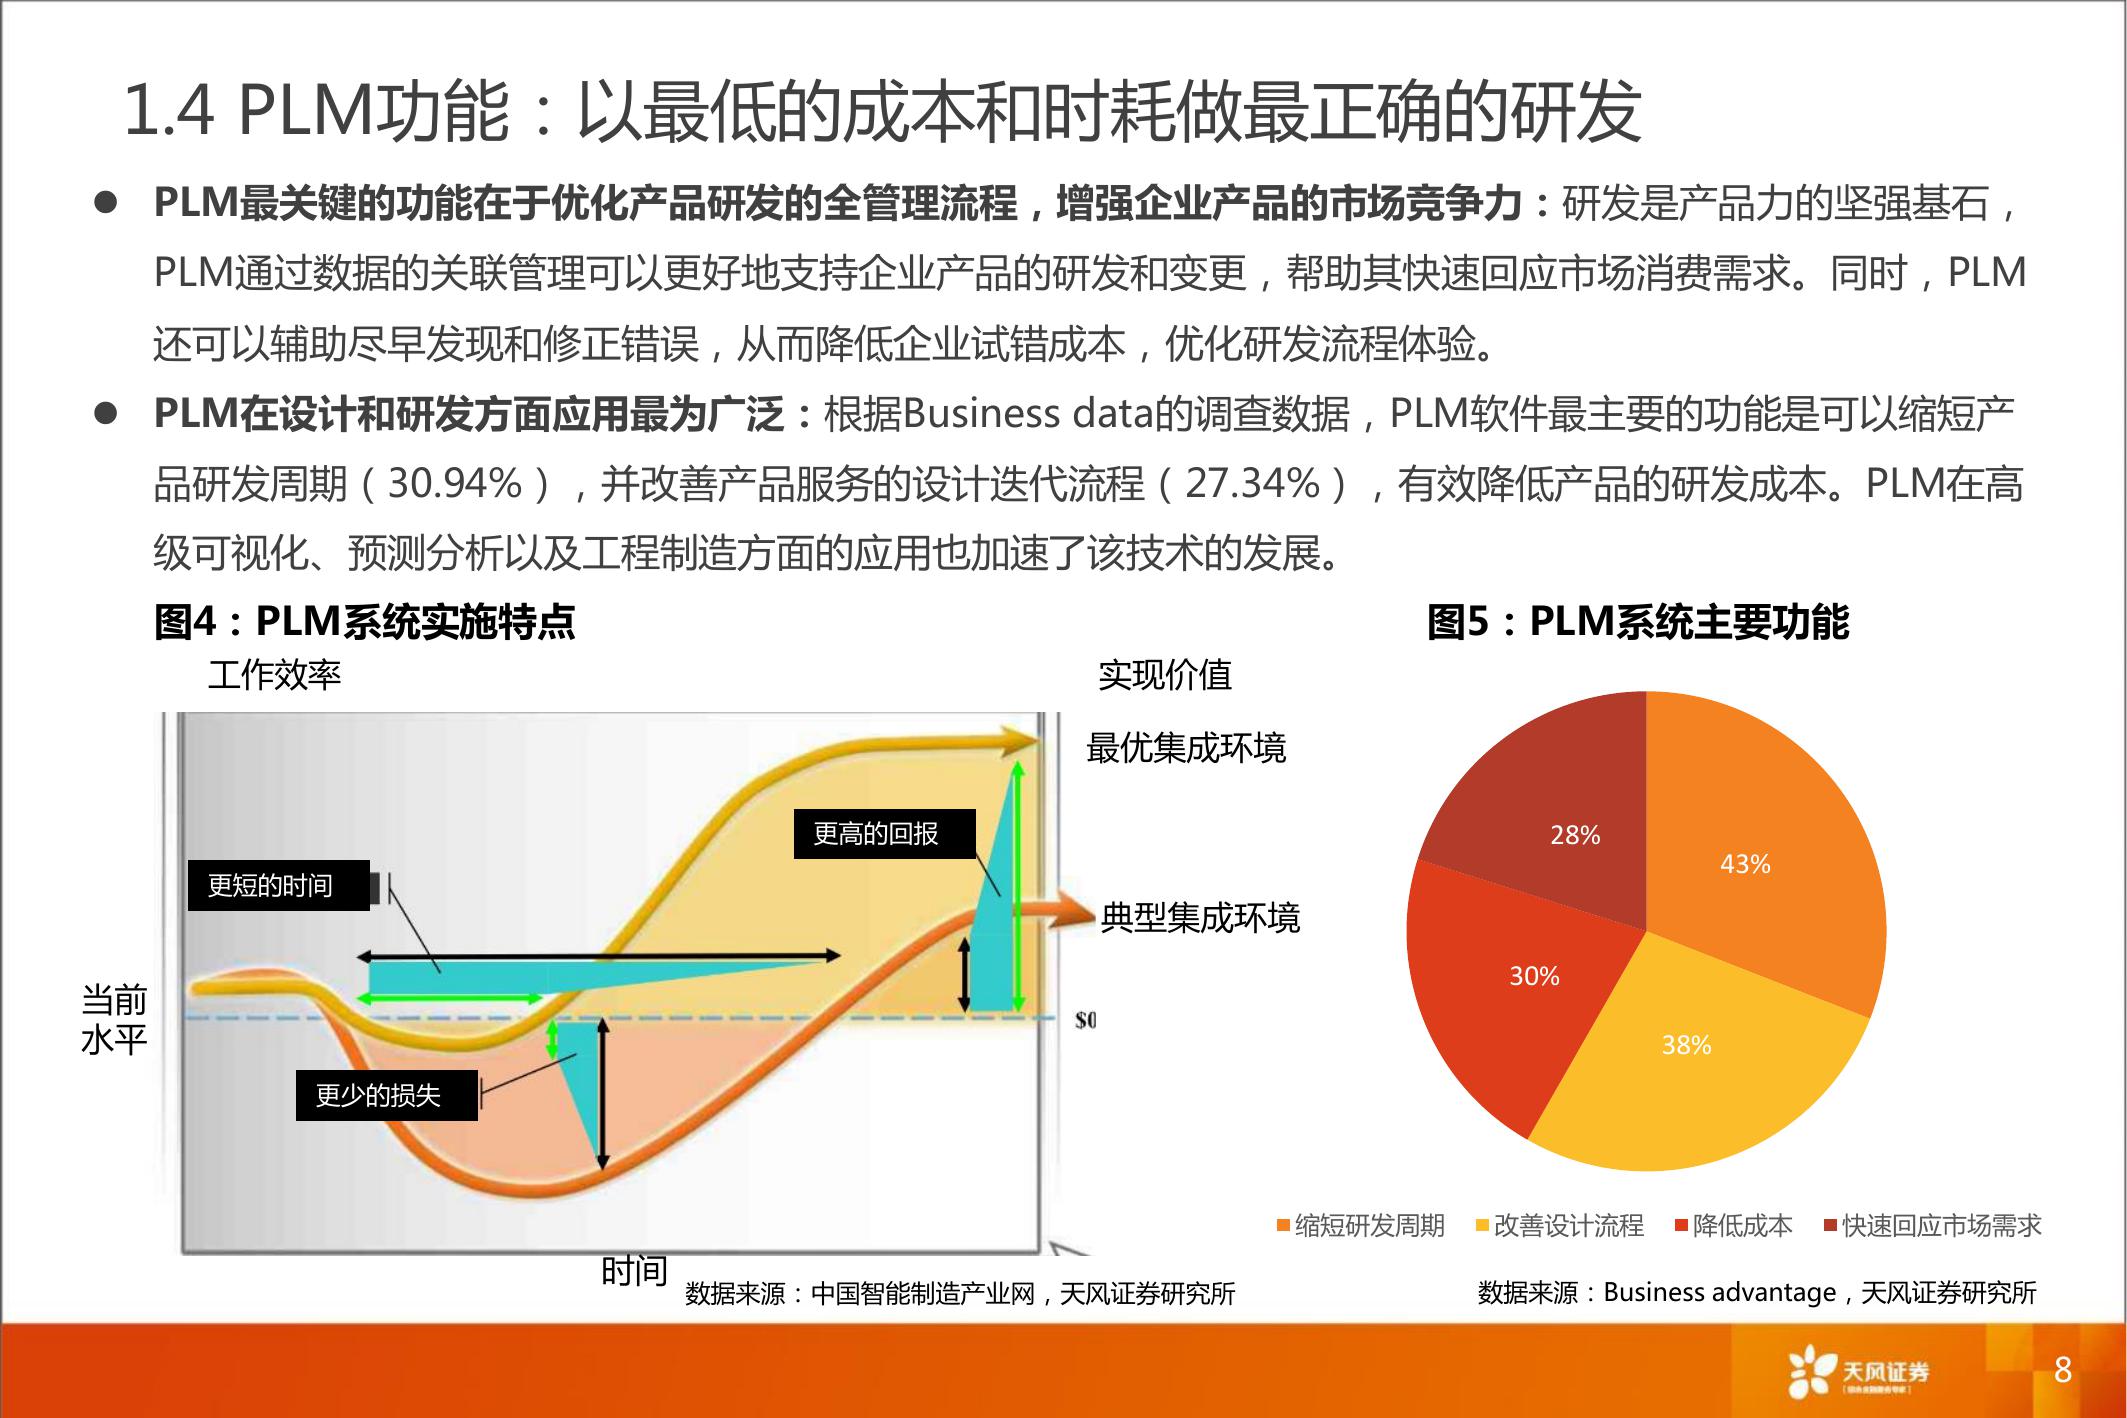 1.4 PLM功能：以最低的成本和时耗做最正确的研发
● PLM最关键的功能在于优化产品研发的全管理流程，增强企业产品的市场竞争力：研发是产品力的坚强基石，
PLM通过数据的关联管理可以更好地支持企业产品的研发和变更，帮助其快速回应市场消费需求。同时，PLM
还可以辅助尽早发现和修正错误，从而降低企业试错成本，优化研发流程体验。
● PLM在设计和研发方面应用最为广泛：根据Business data的调查数据，PLM软件最主要的功能是可以缩短产
品研发周期（30.94%），并改善产品服务的设计迭代流程（27.34%），有效降低产品的研发成本。PLM在高
级可视化、预测分析以及工程制造方面的应用也加速了该技术的发展。
图4：PLM系统实施特点
工作效率
实现价值
最优集成环境
更高的回报
更短的时间
典型集成环境
当前
水平
$0
更少的损失
时间
数据来源：中国智能制造产业网，天风证券研究所
图5：PLM系统主要功能
28%
43%
30%
38%
缩短研发周期 改善设计流程 降低成本 快速回应市场需求
数据来源：Business advantage，天风证券研究所
天风证券
8